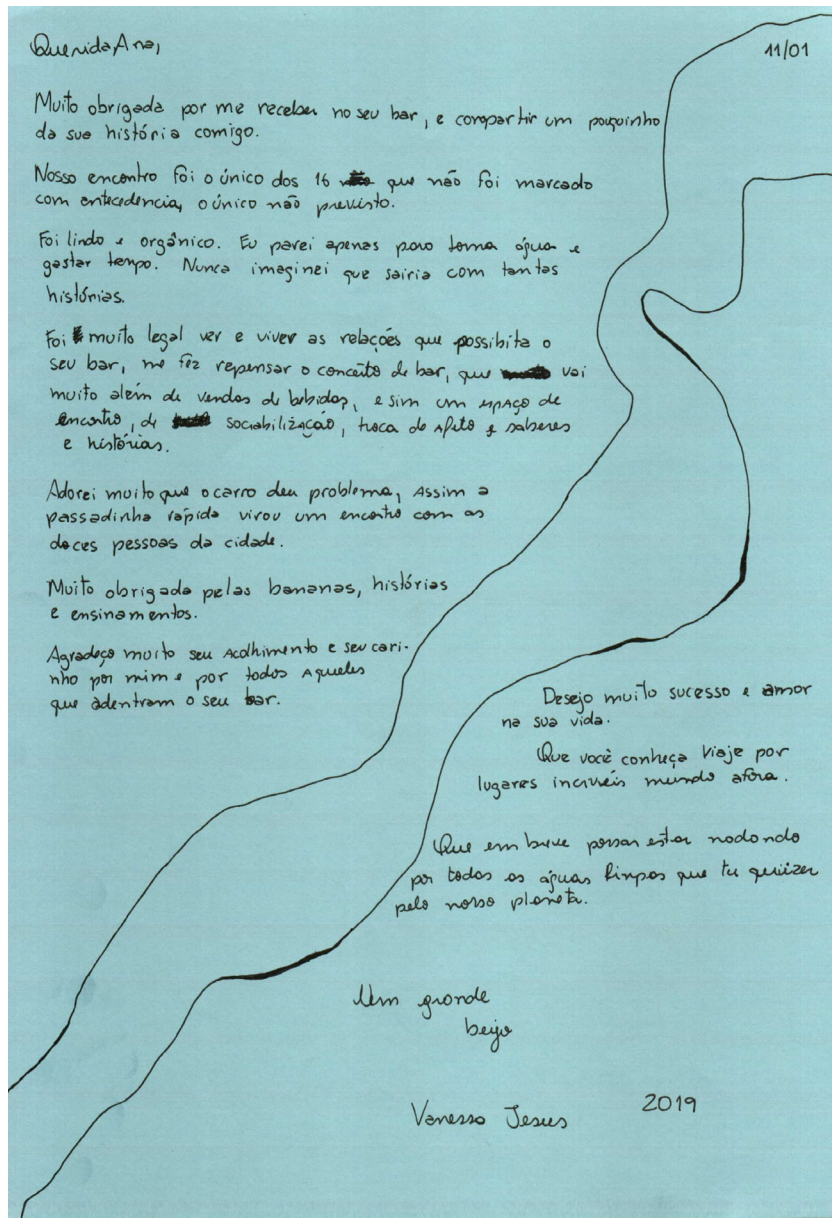 Querida Ana,
11/01
Muito obrigada por me receber no seu bar, e compartir um pouquinho
da sua história comigo.
Nosso encontro foi o único dos 16 que não foi marcado
com antecedencia, o único não previsto.
Foi lindo e orgânico. Eu parei apenas para toma água e
gastar tempo. Nunca imaginei que sairia com tantas
histórias.
Foi muito legal ver e viver as relações que possibita o
seu bar, me fez repensar o conceito de bar, que vai
muito além de vendas de bebidas, e sim um espaço de
encontro, de sociabilização, troca de afeto e saberes
e histórias.
Adorei muito que o carro deu problema, Assim a
passadinha rápida virou um encontro com as
doces pessoas da cidade.
Muito obrigada pelas bananas, histórias
e ensinamentos.
Agradeço muito seu acolhimento e seu cari-
nho por mim e por todos aqueles
que adentram o seu bar.
Desejo muito sucesso e amor
na sua vida.
Que você conheça viaje por
lugares incríveis mundo afora.
Que em breve possas estar nadando
por todas as águas limpas que tu quizer
pelo nosso planeta.
Um grande
beijo
Vanessa Jesus
2019